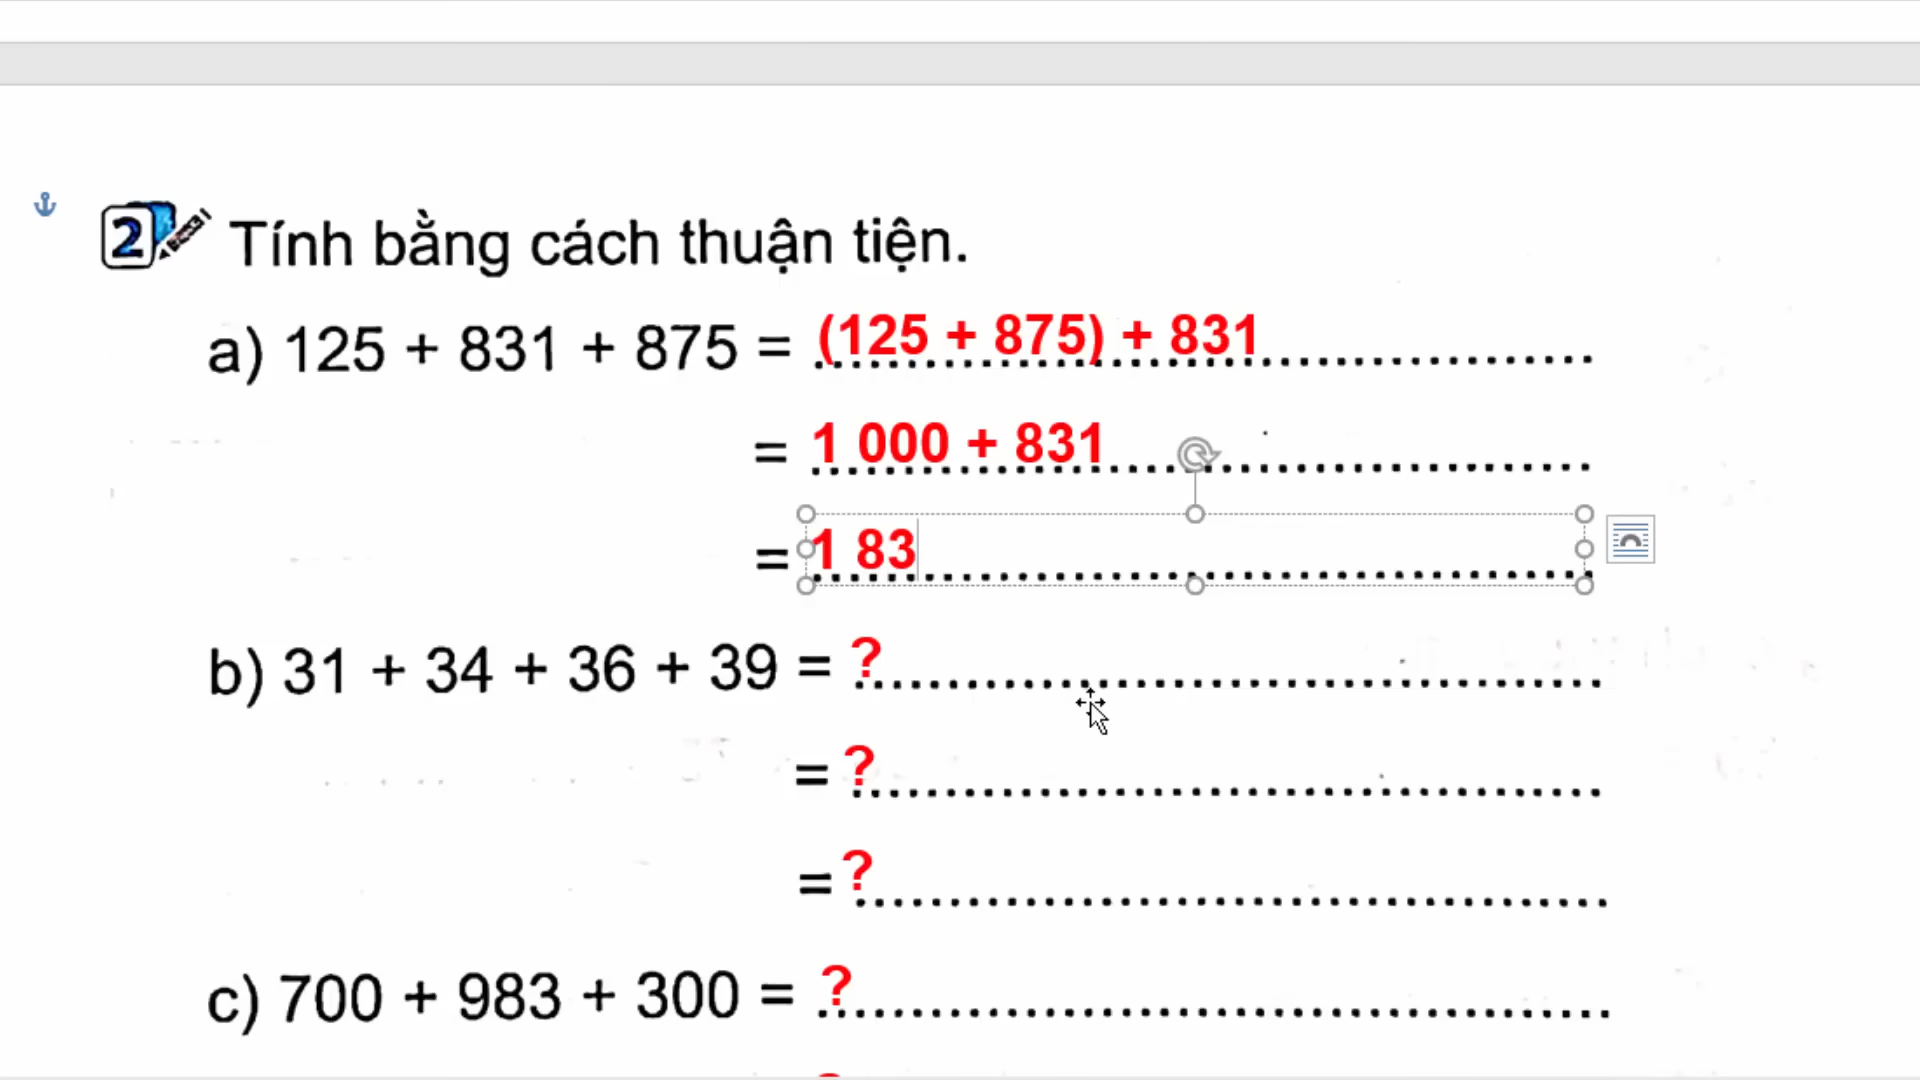 2 Tính bằng cách thuận tiện.
a) 125 + 831 + 875 = (125 + 875) + 831
= 1 000 + 831
= 1 83
b) 31 + 34 + 36 + 39 = ?
= ?
= ?
c) 700 + 983 + 300 = ?